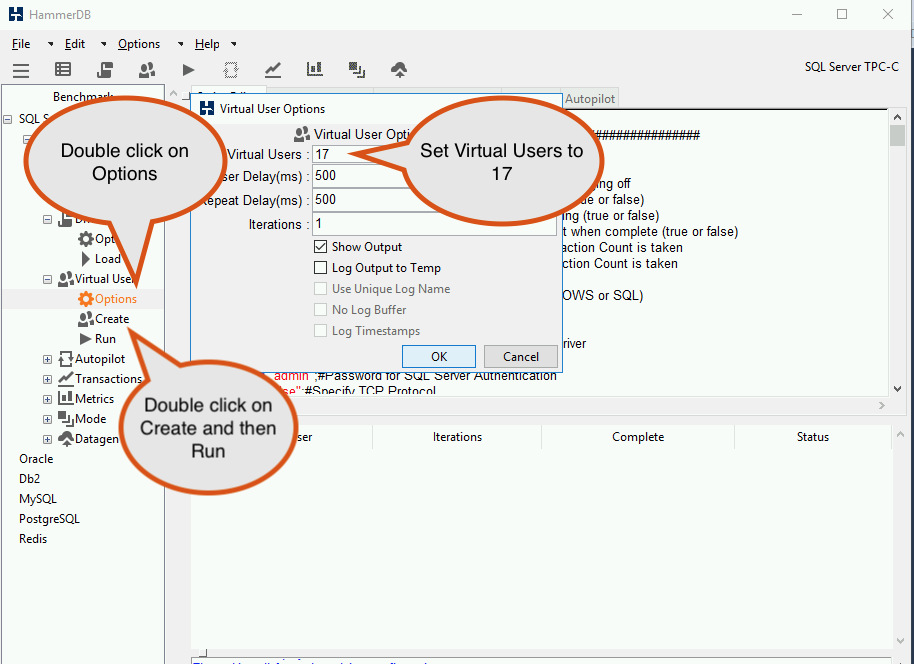 HammerDB
File Edit Options Help
SQL Server TPC-C
Benchmark
Autopilot
SQL S
Double click on
Options
Opt
Load
Virtual User
Options
Create
Run
Autopilot
Transactions
Metrics
Mode
Datagen
Oracle
Db2
MySQL
PostgreSQL
Redis
Virtual User Options
Virtual User Opti
Virtual Users : 17
ser Delay(ms) : 500
Repeat Delay(ms) : 500
Iterations : 1
Show Output
Log Output to Temp
Use Unique Log Name
No Log Buffer
Log Timestamps
OK Cancel
Set Virtual Users to
17
################
ing off
ue or false)
ing (true or false)
t when complete (true or false)
action Count is taken
ction Count is taken
OWS or SQL)
river
admin";#Password for SQL Server Authentication
se";#Specify TCP Protocol
Double click on
Create and then
Run
ser Iterations Complete Status